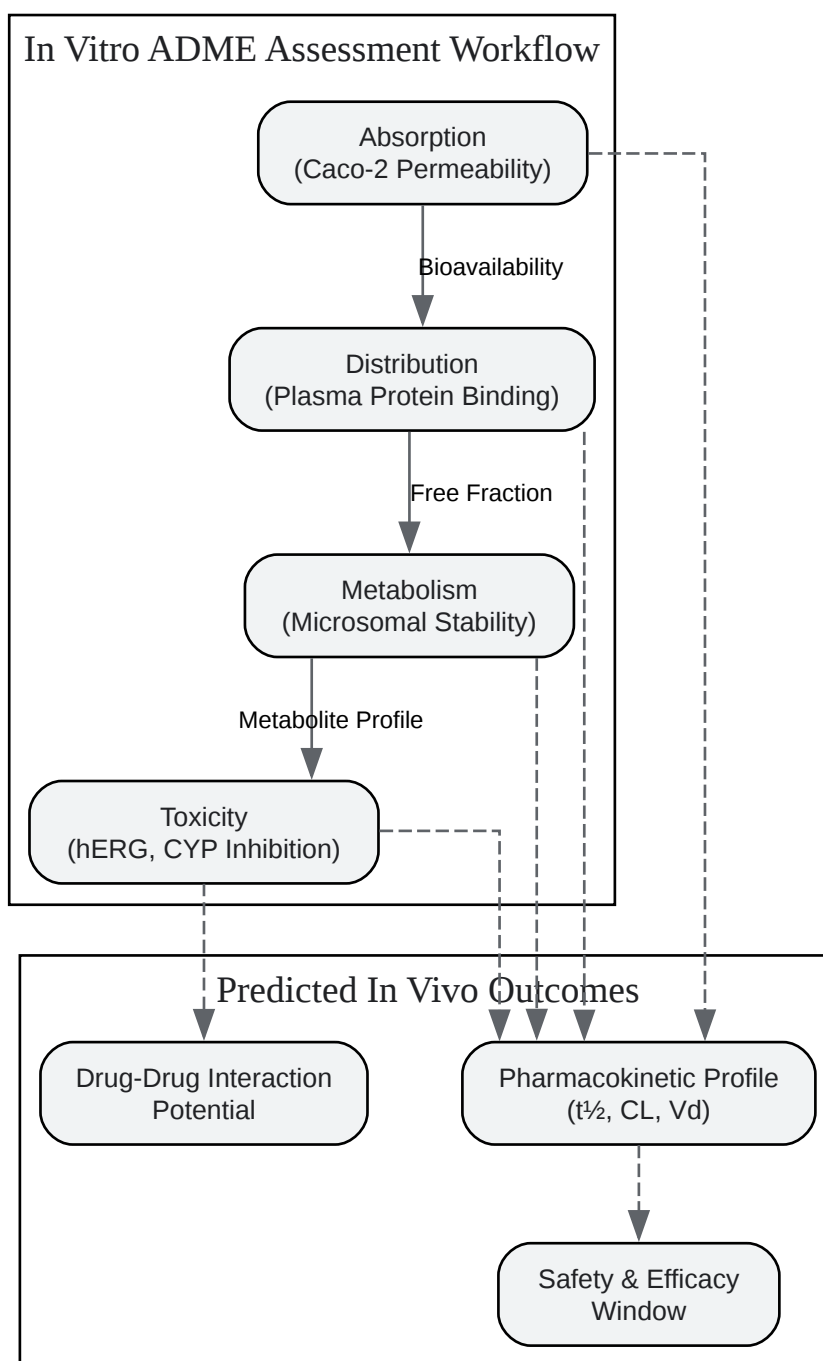 In Vitro ADME Assessment Workflow
Absorption
(Caco-2 Permeability)
Bioavailability
Distribution
(Plasma Protein Binding)
Free Fraction
Metabolism
(Microsomal Stability)
Metabolite Profile
Toxicity
(hERG, CYP Inhibition)
Predicted In Vivo Outcomes
Drug-Drug Interaction
Potential
Pharmacokinetic Profile
(t½, CL, Vd)
Safety & Efficacy
Window